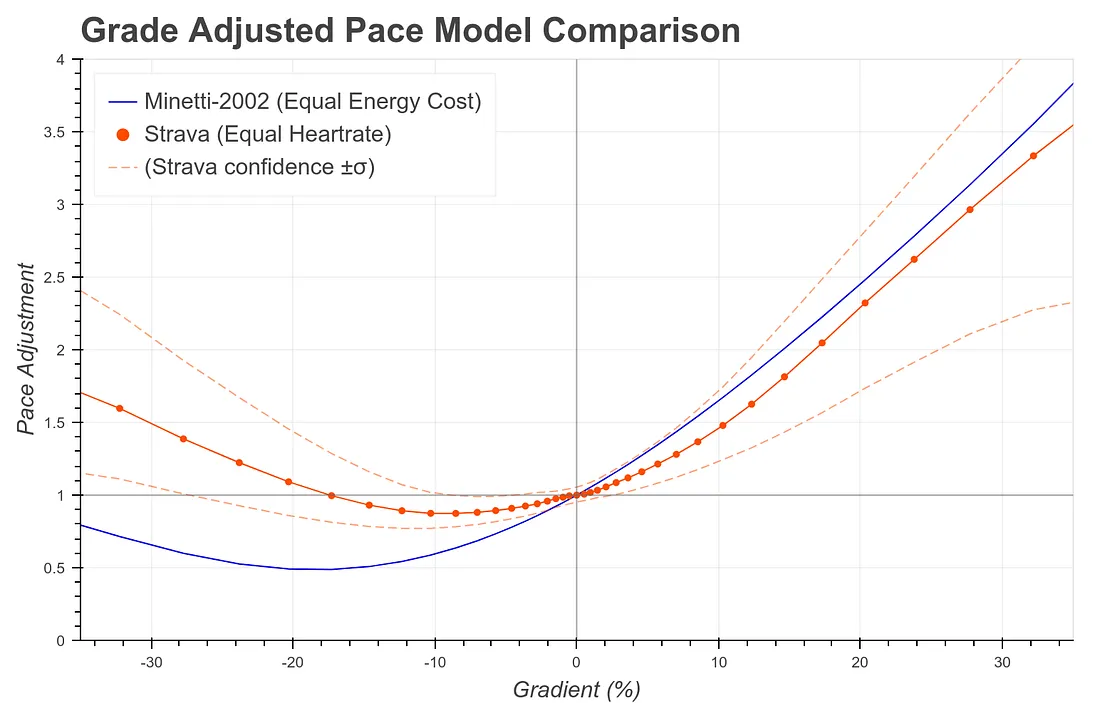 Grade Adjusted Pace Model Comparison
Minetti-2002 (Equal Energy Cost)
Strava (Equal Heartrate)
(Strava confidence ±σ)
Pace Adjustment
4
3.5
3
2.5
2
1.5
1
0.5
0
-30 -20 -10 0 10 20 30
Gradient (%)